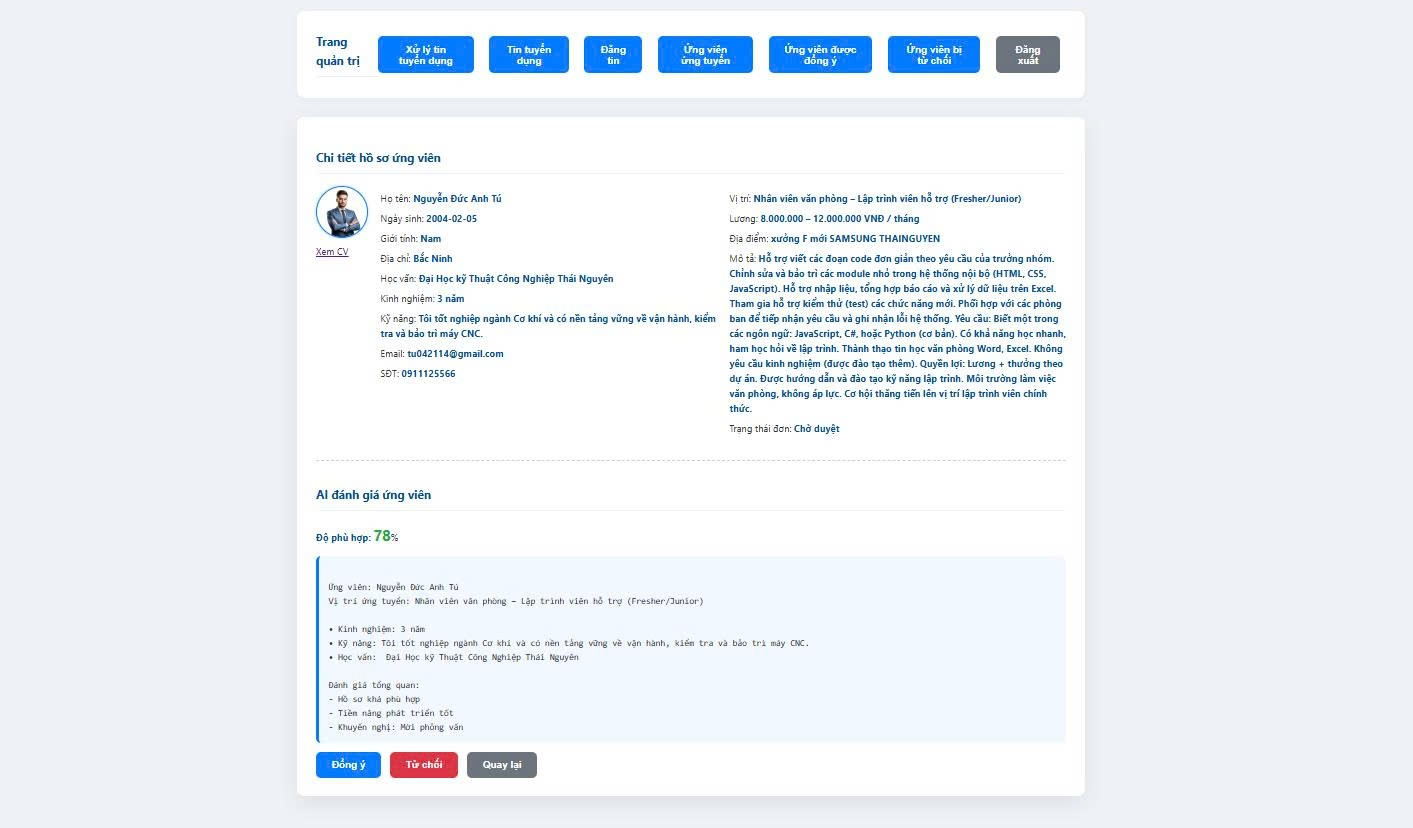 Trang
quản trị
Xử lý tin
tuyển dụng
Tin tuyển
dụng
Đăng
tin
Ứng viên
ứng tuyển
Ứng viên được
đồng ý
Ứng viên bị
từ chối
Đăng
xuất
Chi tiết hồ sơ ứng viên
Xem CV
Họ tên: Nguyễn Đức Anh Tú
Ngày sinh: 2004-02-05
Giới tính: Nam
Địa chỉ: Bắc Ninh
Học vấn: Đại Học kỹ Thuật Công Nghiệp Thái Nguyên
Kinh nghiệm: 3 năm
Kỹ năng: Tôi tốt nghiệp ngành Cơ khí và có nền tảng vững về vận hành, kiểm
tra và bảo trì máy CNC.
Email: tu042114@gmail.com
SĐT: 0911125566
Vị trí: Nhân viên văn phòng – Lập trình viên hỗ trợ (Fresher/Junior)
Lương: 8.000.000 – 12.000.000 VNĐ / tháng
Địa điểm: xưởng F mới SAMSUNG THAINGUYEN
Mô tả: Hỗ trợ viết các đoạn code đơn giản theo yêu cầu của trưởng nhóm.
Chỉnh sửa và bảo trì các module nhỏ trong hệ thống nội bộ (HTML, CSS,
JavaScript). Hỗ trợ nhập liệu, tổng hợp báo cáo và xử lý dữ liệu trên Excel.
Tham gia hỗ trợ kiểm thử (test) các chức năng mới. Phối hợp với các phòng
ban để tiếp nhận yêu cầu và ghi nhận lỗi hệ thống. Yêu cầu: Biết một trong
các ngôn ngữ: JavaScript, C#, hoặc Python (cơ bản). Có khả năng học nhanh,
ham học hỏi về lập trình. Thành thạo tin học văn phòng Word, Excel. Không
yêu cầu kinh nghiệm (được đào tạo thêm). Quyền lợi: Lương + thưởng theo
dự án. Được hướng dẫn và đào tạo kỹ năng lập trình. Môi trường làm việc
văn phòng, không áp lực. Cơ hội thăng tiến lên vị trí lập trình viên chính
thức.
Trạng thái đơn: Chờ duyệt
AI đánh giá ứng viên
Độ phù hợp: 78%
Ứng viên: Nguyễn Đức Anh Tú
Vị trí ứng tuyển: Nhân viên văn phòng – Lập trình viên hỗ trợ (Fresher/Junior)
• Kinh nghiệm: 3 năm
• Kỹ năng: Tôi tốt nghiệp ngành Cơ khí và có nền tảng vững về vận hành, kiểm tra và bảo trì máy CNC.
• Học vấn: Đại Học kỹ Thuật Công Nghiệp Thái Nguyên
Đánh giá tổng quan:
- Hồ sơ khá phù hợp
- Tiềm năng phát triển tốt
- Khuyến nghị: Mời phỏng vấn
Đồng ý
Từ chối
Quay lại